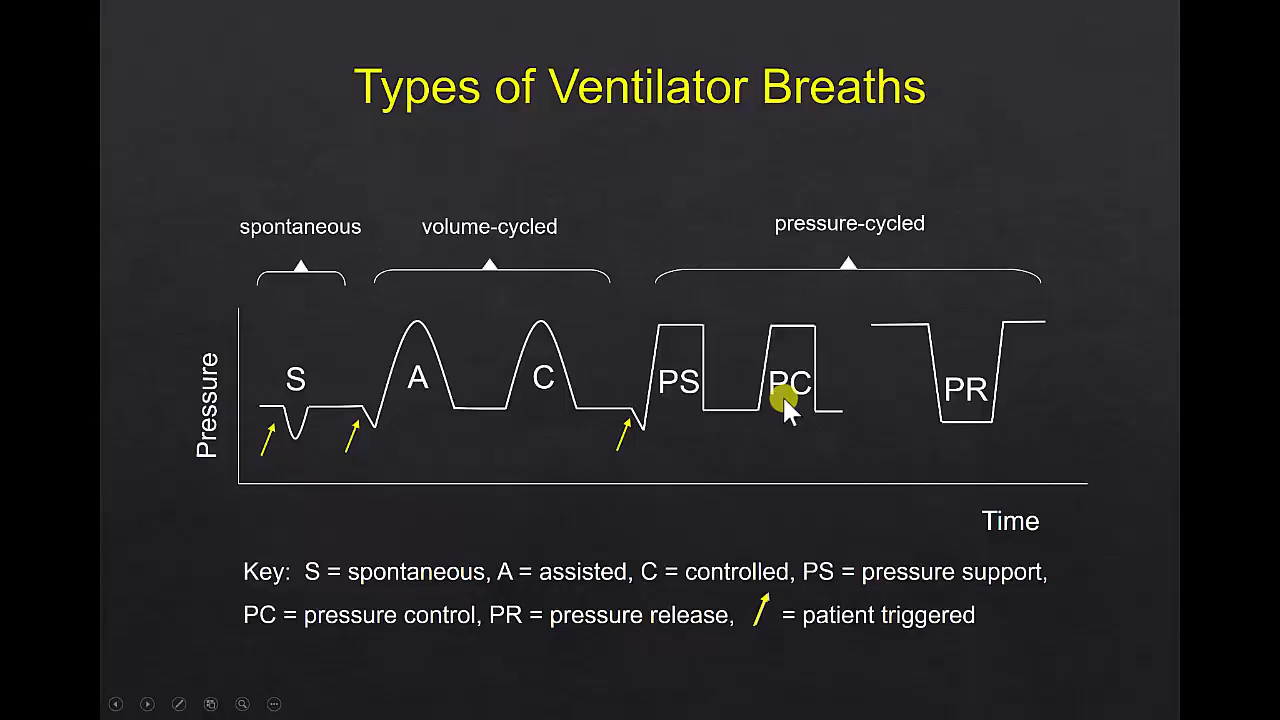 Types of Ventilator Breaths
spontaneous volume-cycled pressure-cycled
Pressure
S A C PS PC PR
Time
Key: S = spontaneous, A = assisted, C = controlled, PS = pressure support,
PC = pressure control, PR = pressure release, = patient triggered